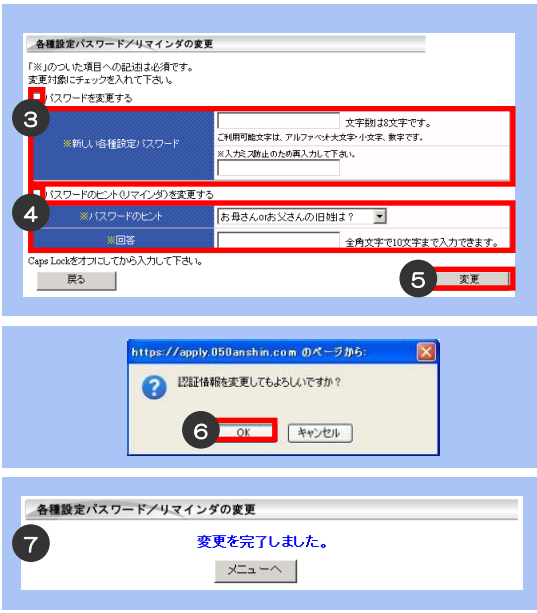 各種設定パスワード／リマインダの変更
「※」のついた項目への記述は必須です。
変更対象にチェックを入れて下さい。
パスワードを変更する
3
※新しい各種設定パスワード
文字数は8文字です。
ご利用可能文字は、アルファベット大文字・小文字、数字です。
※入力ミス防止のため再入力して下さい。
パスワードのヒント(リマインダ)を変更する
4
※パスワードのヒント
お母さんorお父さんの旧姓は？
※回答
全角文字で10文字まで入力できます。
Caps Lockをオフにしてから入力して下さい。
戻る
5
変更
https://apply.050anshin.com のページから:
認証情報を変更してもよろしいですか？
6
OK
キャンセル
各種設定パスワード／リマインダの変更
7
変更を完了しました。
メニューへ